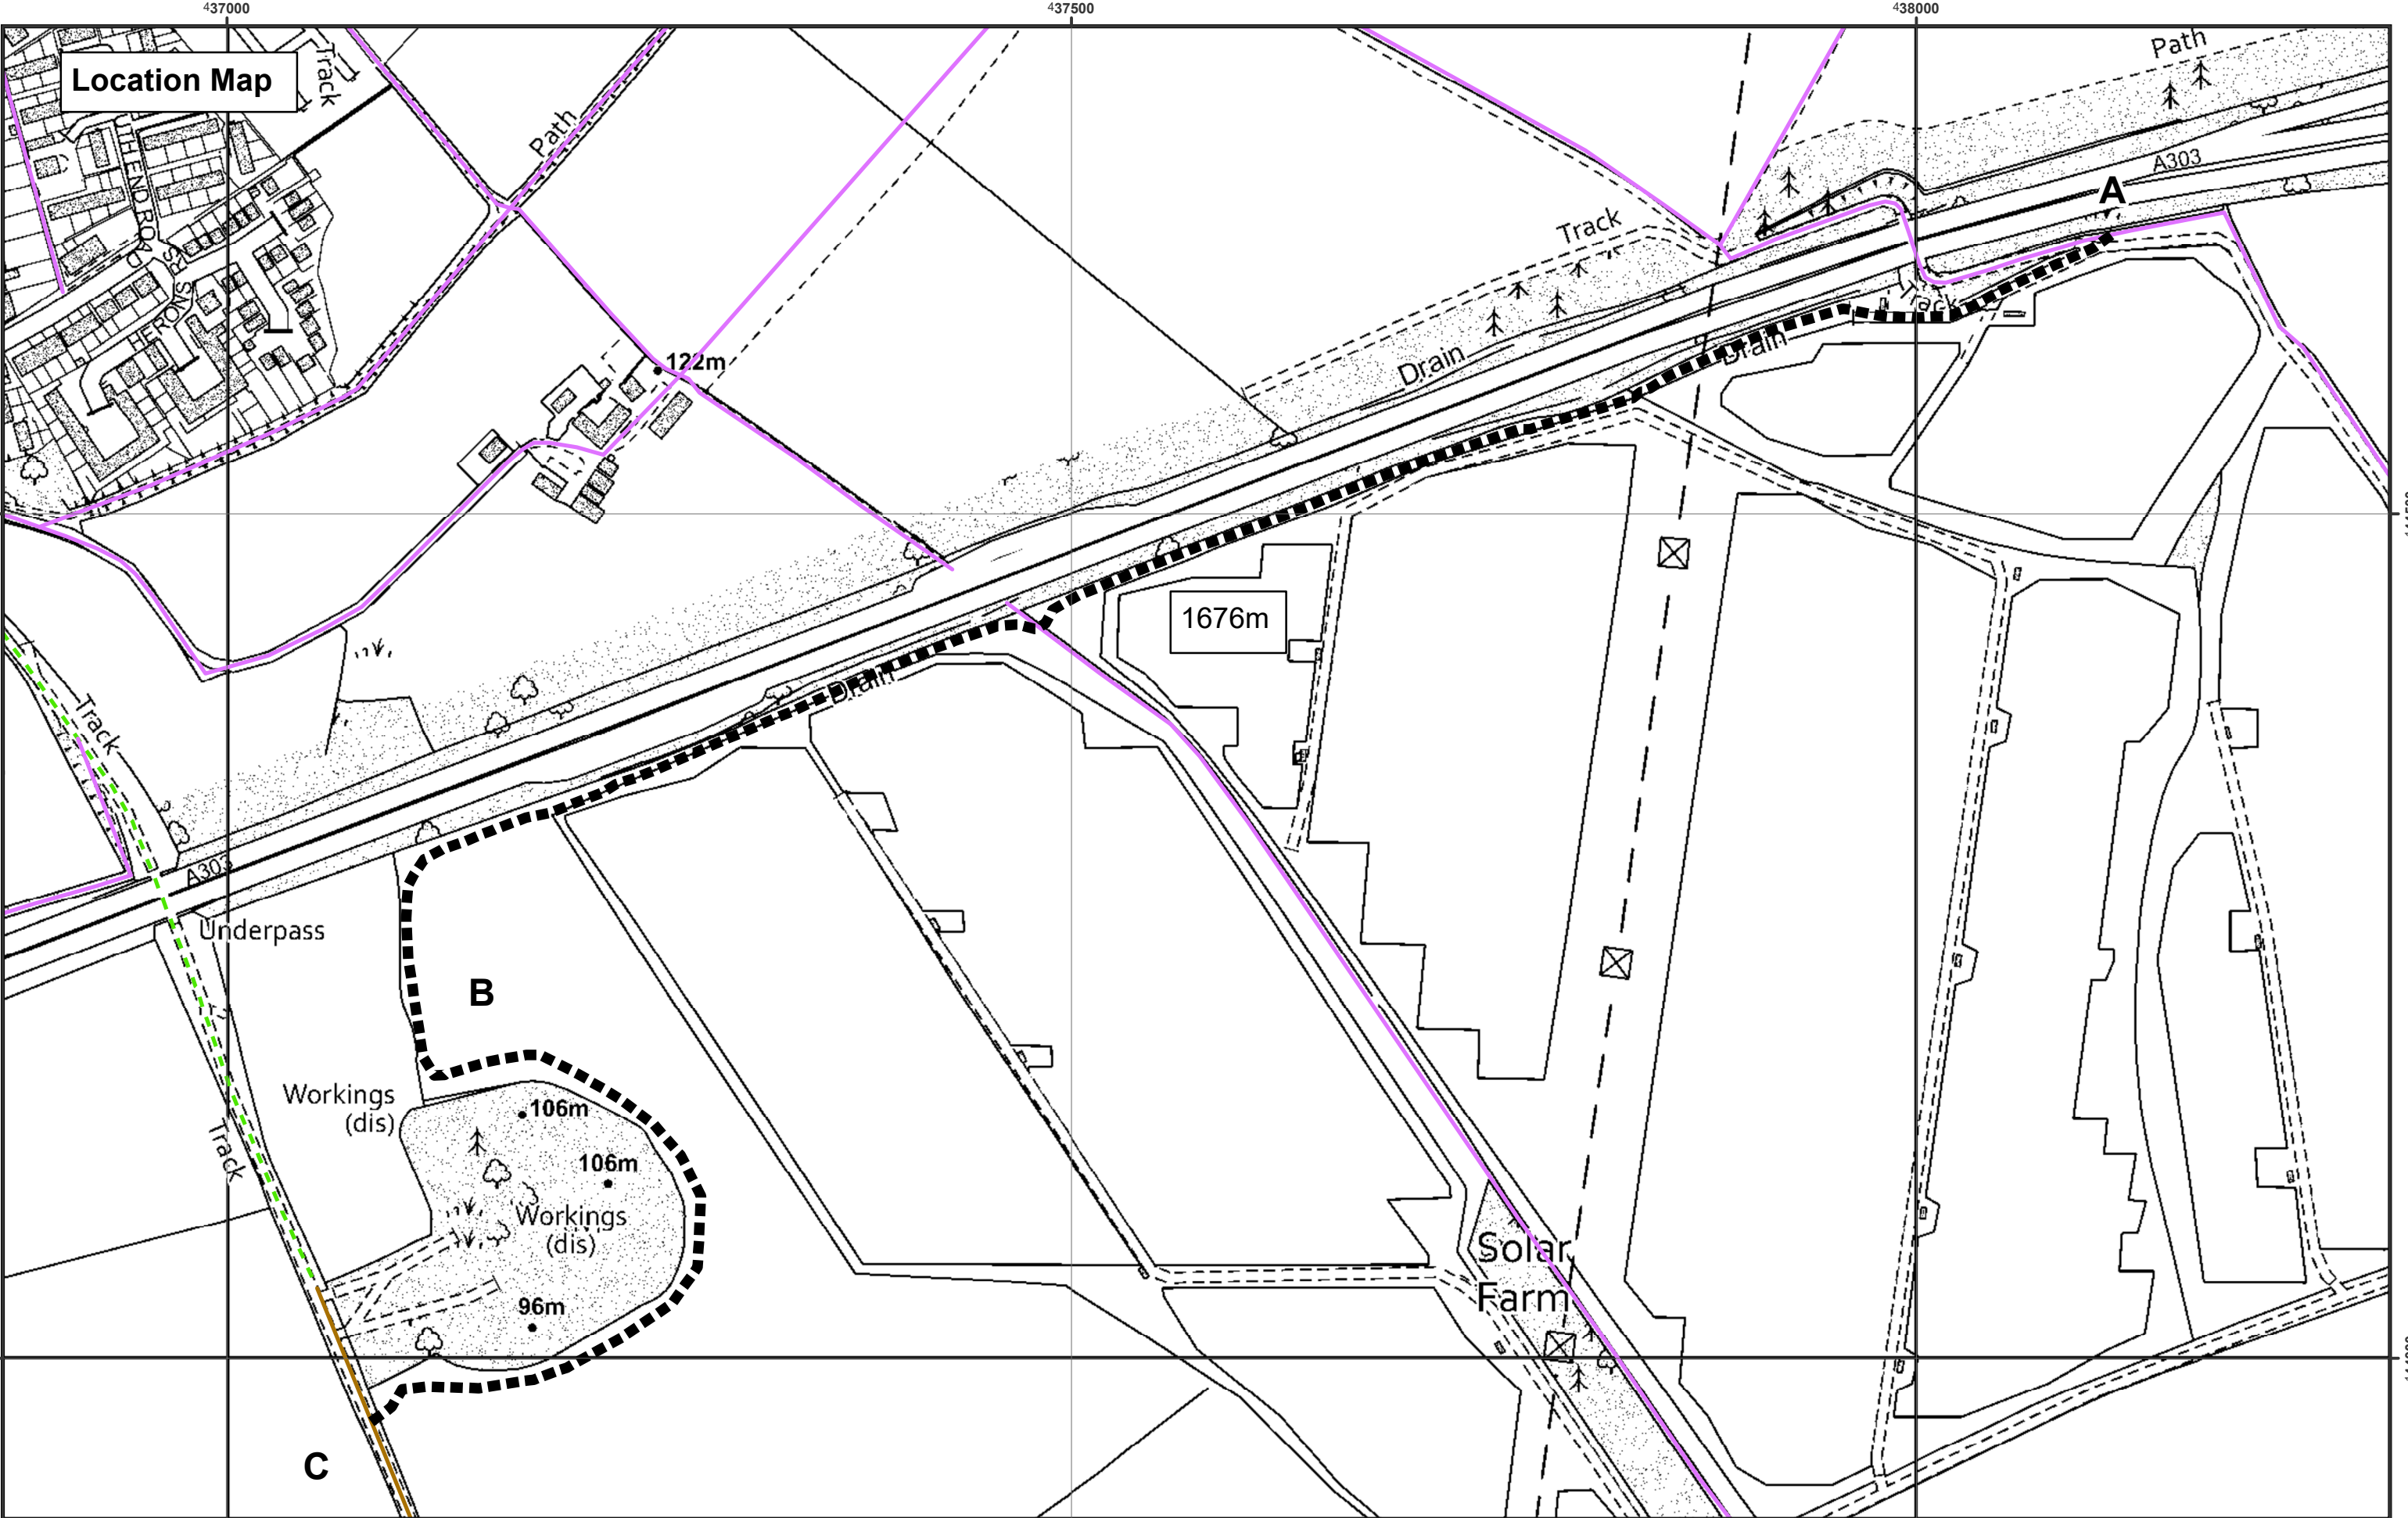 437000
437500
438000
Location Map
Track
Path
Path
A303
A
Track
Track
122m
Drain
Drain
1676m
Drain
Track
A303
Underpass
B
Workings
(dis)
106m
106m
Track
Workings
(dis)
96m
Solar
Farm
C